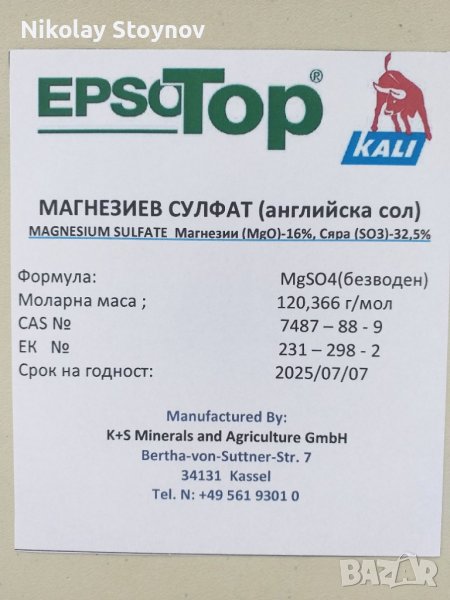 Nikolay Stoynov
EPSOTOP®
KALI
МАГНЕЗИЕВ СУЛФАТ (английска сол)
MAGNESIUM SULFATE Магнезии (MgO)-16%, Сяра (SO3)-32,5%
Формула: MgSO4(безводен)
Моларна маса ; 120,366 г/мол
CAS № 7487 – 88 - 9
ЕК № 231 – 298 - 2
Срок на годност: 2025/07/07
Manufactured By:
K+S Minerals and Agriculture GmbH
Bertha-von-Suttner-Str. 7
34131 Kassel
Tel. N: +49 561 9301 0
BAZAR